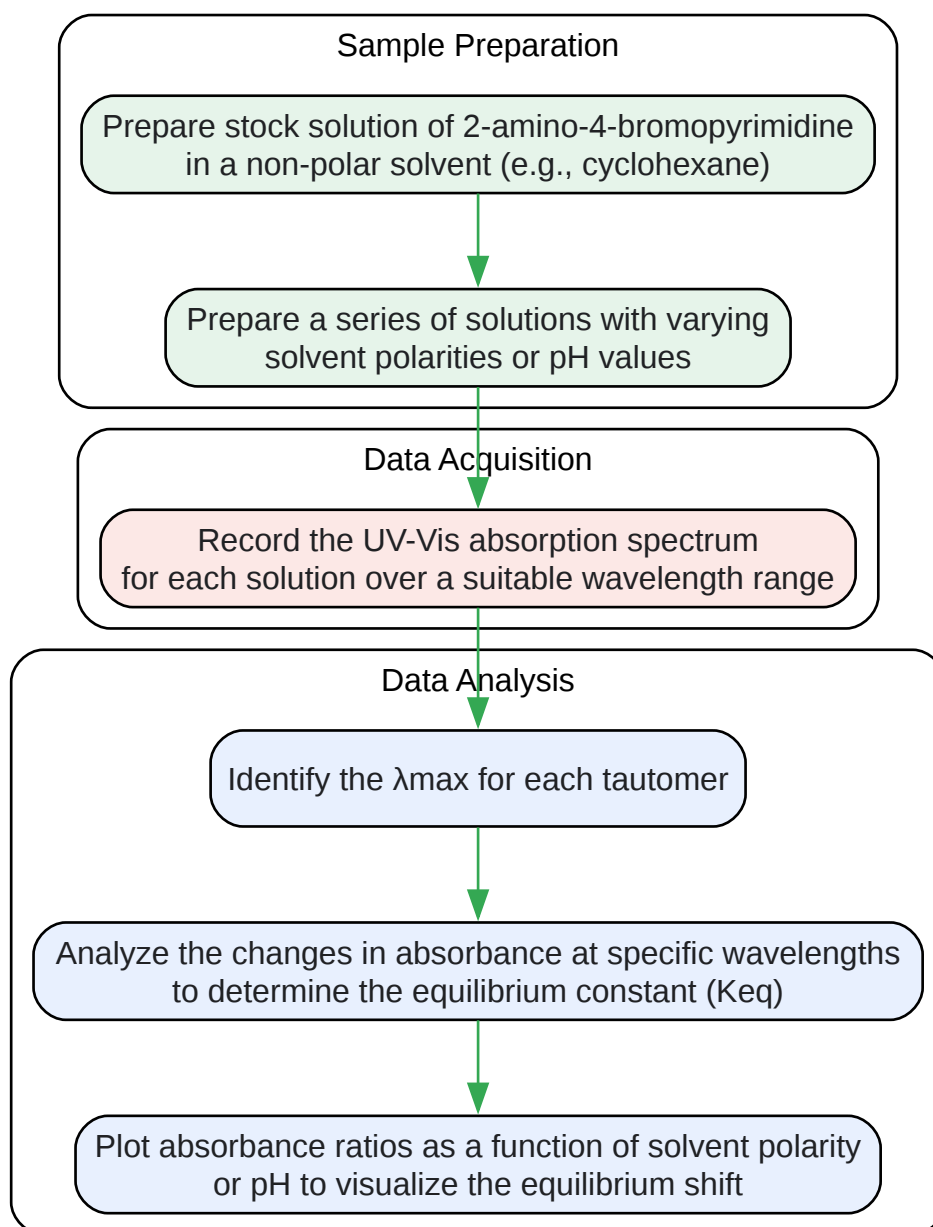 Sample Preparation
Prepare stock solution of 2-amino-4-bromopyrimidine
in a non-polar solvent (e.g., cyclohexane)
Prepare a series of solutions with varying
solvent polarities or pH values
Data Acquisition
Record the UV-Vis absorption spectrum
for each solution over a suitable wavelength range
Data Analysis
Identify the λmax for each tautomer
Analyze the changes in absorbance at specific wavelengths
to determine the equilibrium constant (Keq)
Plot absorbance ratios as a function of solvent polarity
or pH to visualize the equilibrium shift